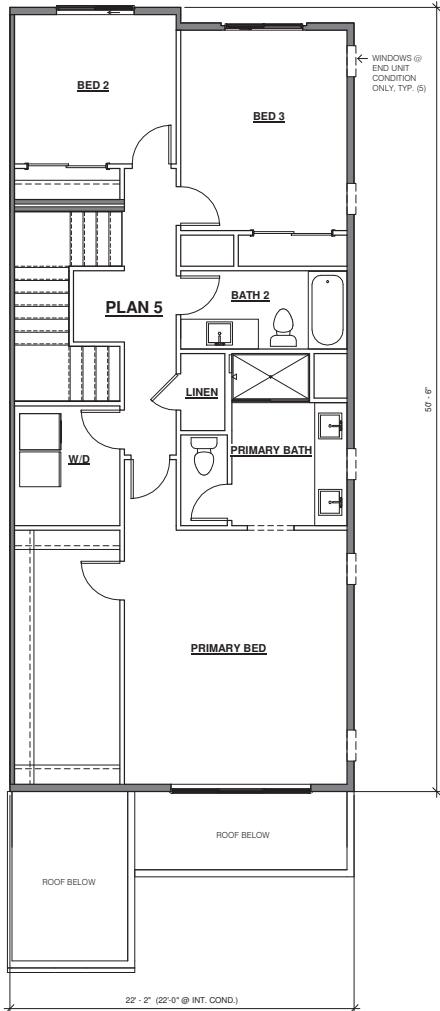 BED 2
BED 3
WINDOWS @
END UNIT
CONDITION
ONLY, TYP. (5)
BATH 2
PLAN 5
LINEN
PRIMARY BATH
W/D
50' - 6"
PRIMARY BED
ROOF BELOW
ROOF BELOW
22' - 2" (22'-0" @ INT. COND.)